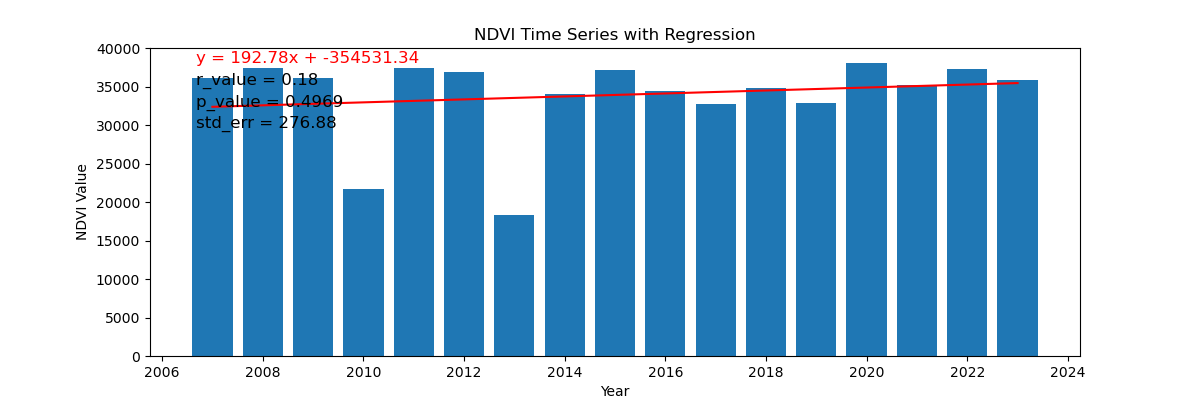 NDVI Time Series with Regression
y = 192.78x + -354531.34
r_value = 0.18
p_value = 0.4969
std_err = 276.88
NDVI Value
40000
35000
30000
25000
20000
15000
10000
5000
0
2006 2008 2010 2012 2014 2016 2018 2020 2022 2024
Year